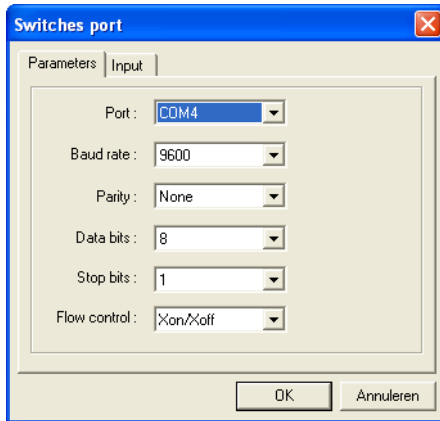 Switches port
Parameters Input
Port : COM4
Baud rate : 9600
Parity : None
Data bits : 8
Stop bits : 1
Flow control : Xon/Xoff
OK Annuleren